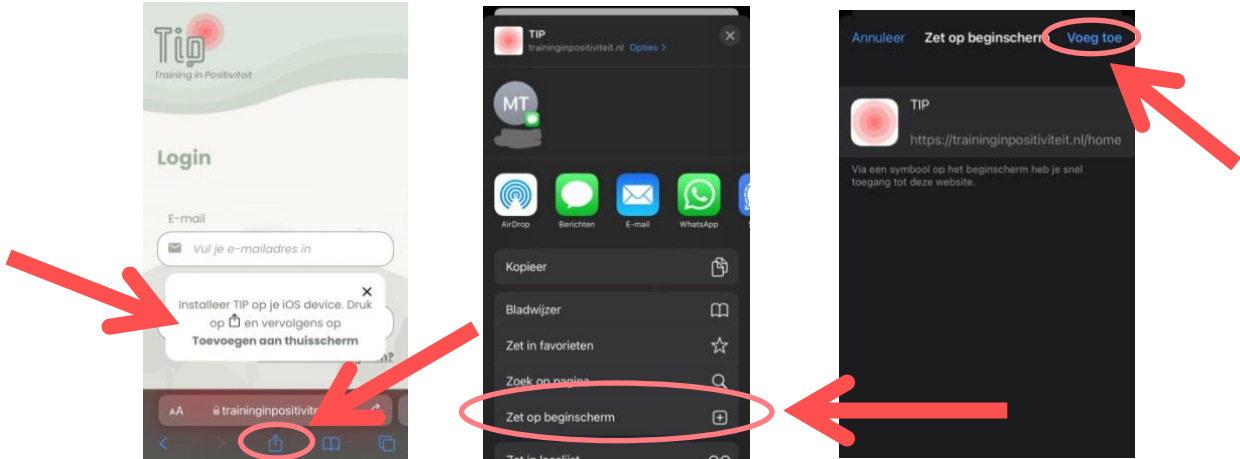 Tip
Training in Positiviteit
Login
E-mail
Vul je e-mailadres in
Installeer TIP op je iOS device. Druk
op en vervolgens op
Toevoegen aan thuisscherm
AA traininginpositivite
TIP
traininginpositiviteit.nl Opties >
MT
AirDrop Berichten E-mail WhatsApp
Kopieer
Bladwijzer
Zet in favorieten
Zoek op pagina
Zet op beginscherm
Zet in leeslijst
Annuleer Zet op beginscherm Voeg toe
TIP
https://traininginpositiviteit.nl/home
Via een symbool op het beginscherm heb je snel
toegang tot deze website.